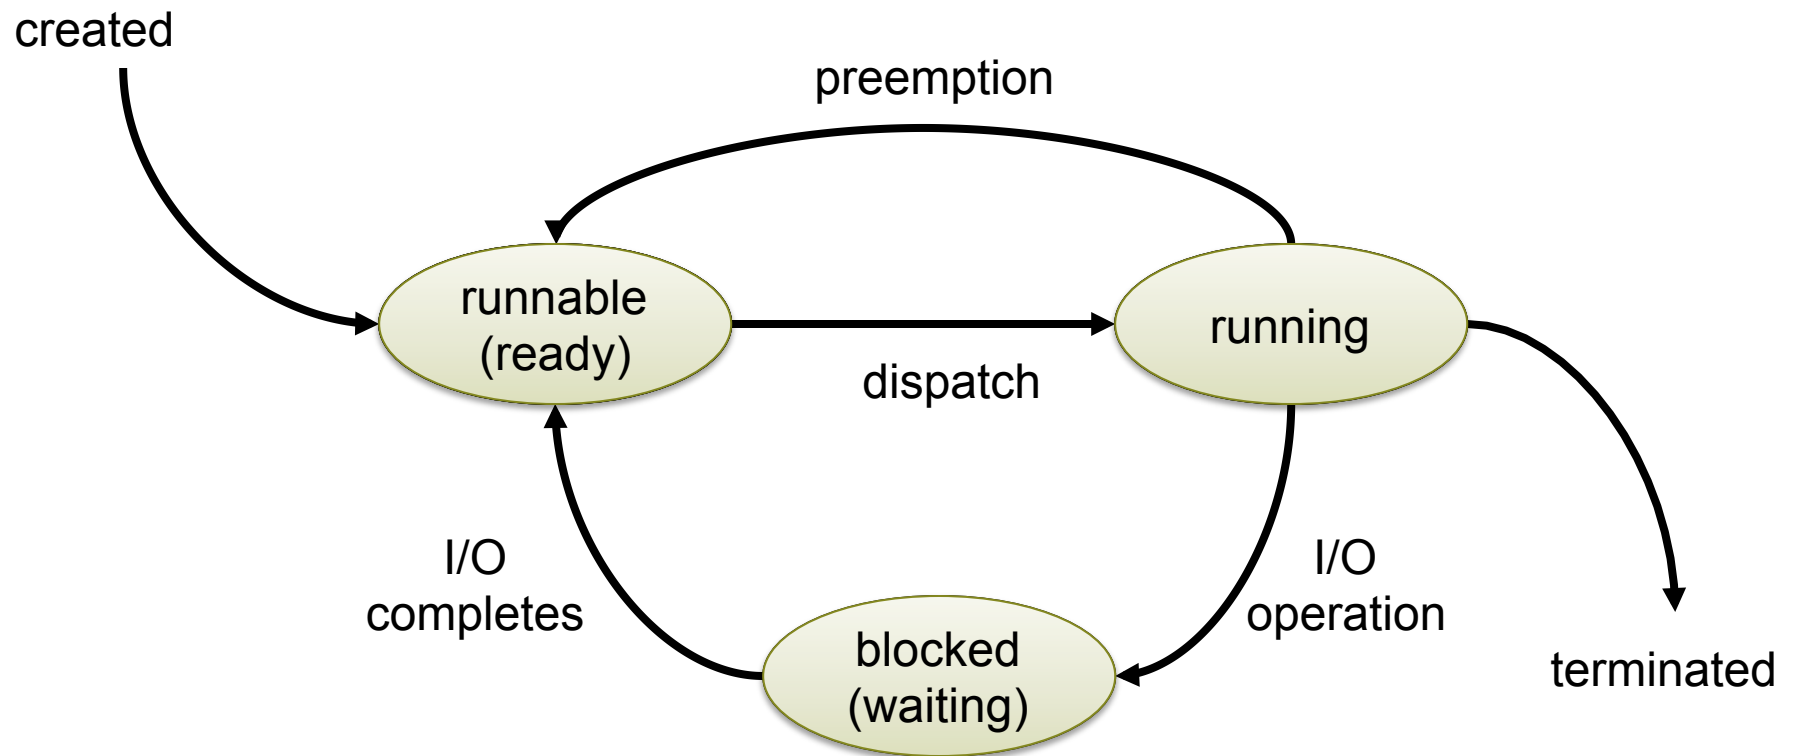 created
preemption
runnable
(ready)
running
dispatch
I/O
completes
I/O
operation
blocked
(waiting)
terminated